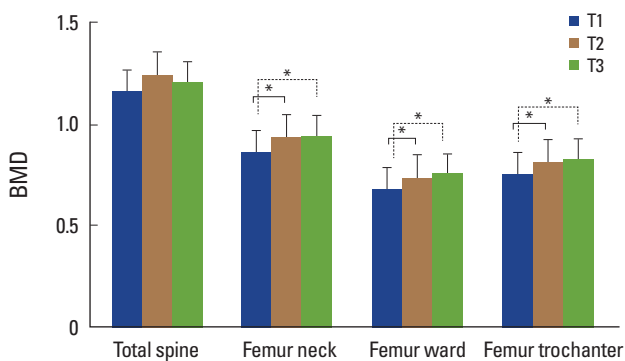 T1
T2
T3
BMD
1.5
1.0
0.5
0
* * * * * *
Total spine Femur neck Femur ward Femur trochanter